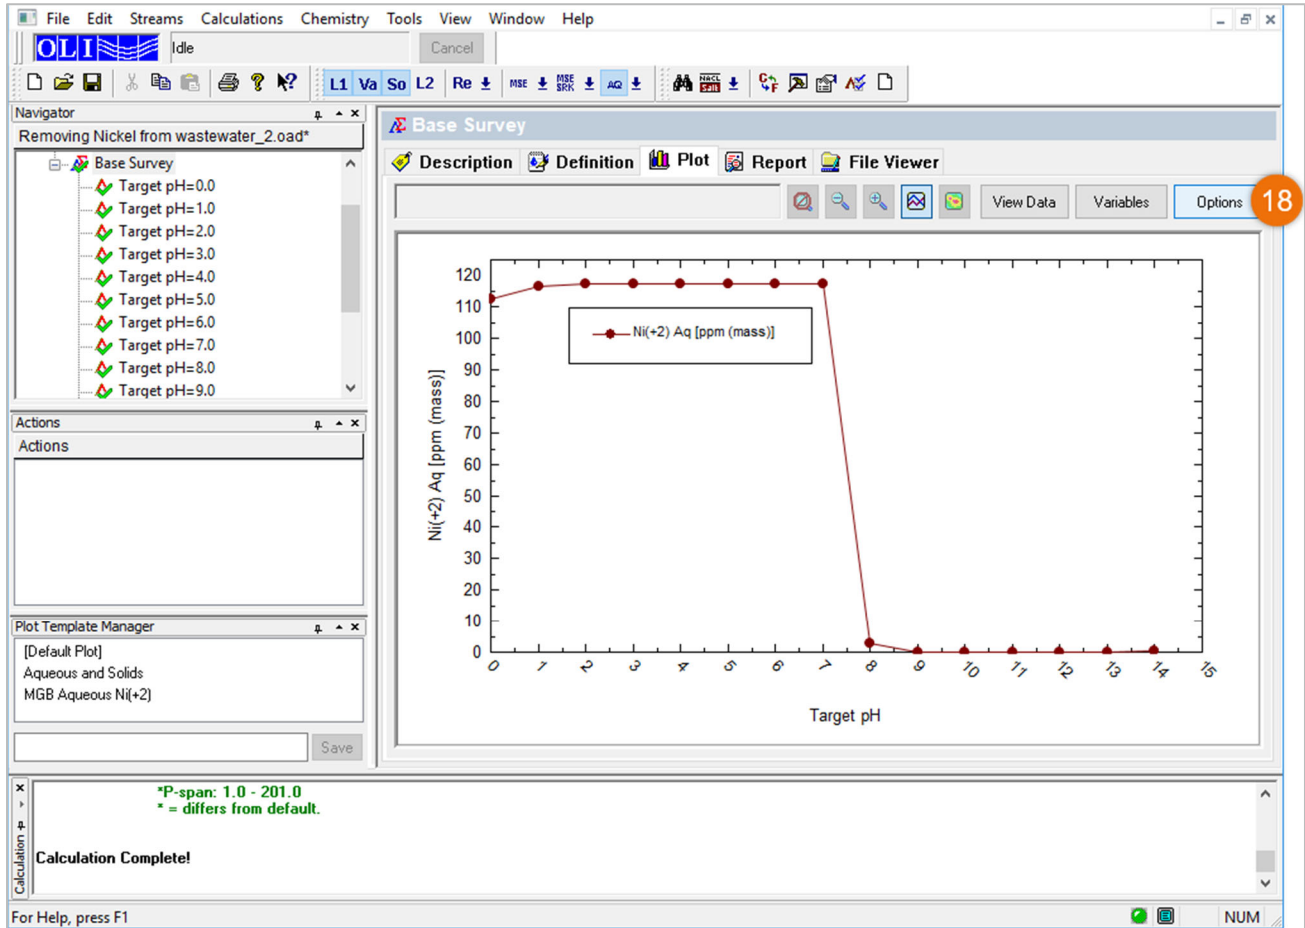 File Edit Streams Calculations Chemistry Tools View Window Help
OLI Idle Cancel
L1 Va So L2 Re MSE MSE SRK AQ
Navigator
Removing Nickel from wastewater_2.oad*
Base Survey
Target pH=0.0
Target pH=1.0
Target pH=2.0
Target pH=3.0
Target pH=4.0
Target pH=5.0
Target pH=6.0
Target pH=7.0
Target pH=8.0
Target pH=9.0
Actions
Actions
Plot Template Manager
[Default Plot]
Aqueous and Solids
MGB Aqueous Ni(+2)
Save
Base Survey
Description Definition Plot Report File Viewer
View Data Variables Options 18
120
110
100
90
80
70
60
50
40
30
20
10
0
Ni(+2) Aq [ppm (mass)]
Ni(+2) Aq [ppm (mass)]
0 1 2 3 4 5 6 7 8 9 10 11 12 13 14 15
Target pH
Calculation
*P-span: 1.0 - 201.0
* = differs from default.
Calculation Complete!
For Help, press F1 NUM